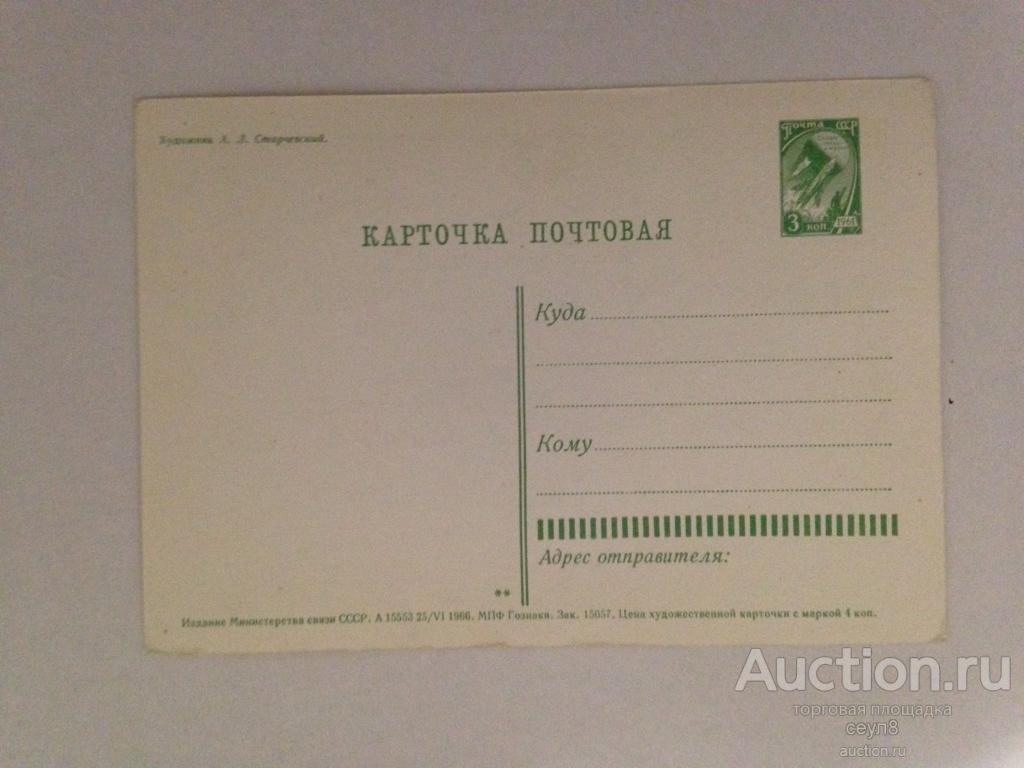 Художник Л. Л. Старчевский.
Почта СССР
3 коп
1961
КАРТОЧКА ПОЧТОВАЯ
Куда
Кому
Адрес отправителя:
**
Издание Министерства связи СССР. А 15553 25/VI 1966. МПФ Гознака. Зак. 15057. Цена художественной карточки с маркой 4 коп.
Auction.ru
торговая площадка
сеул8
auction.ru